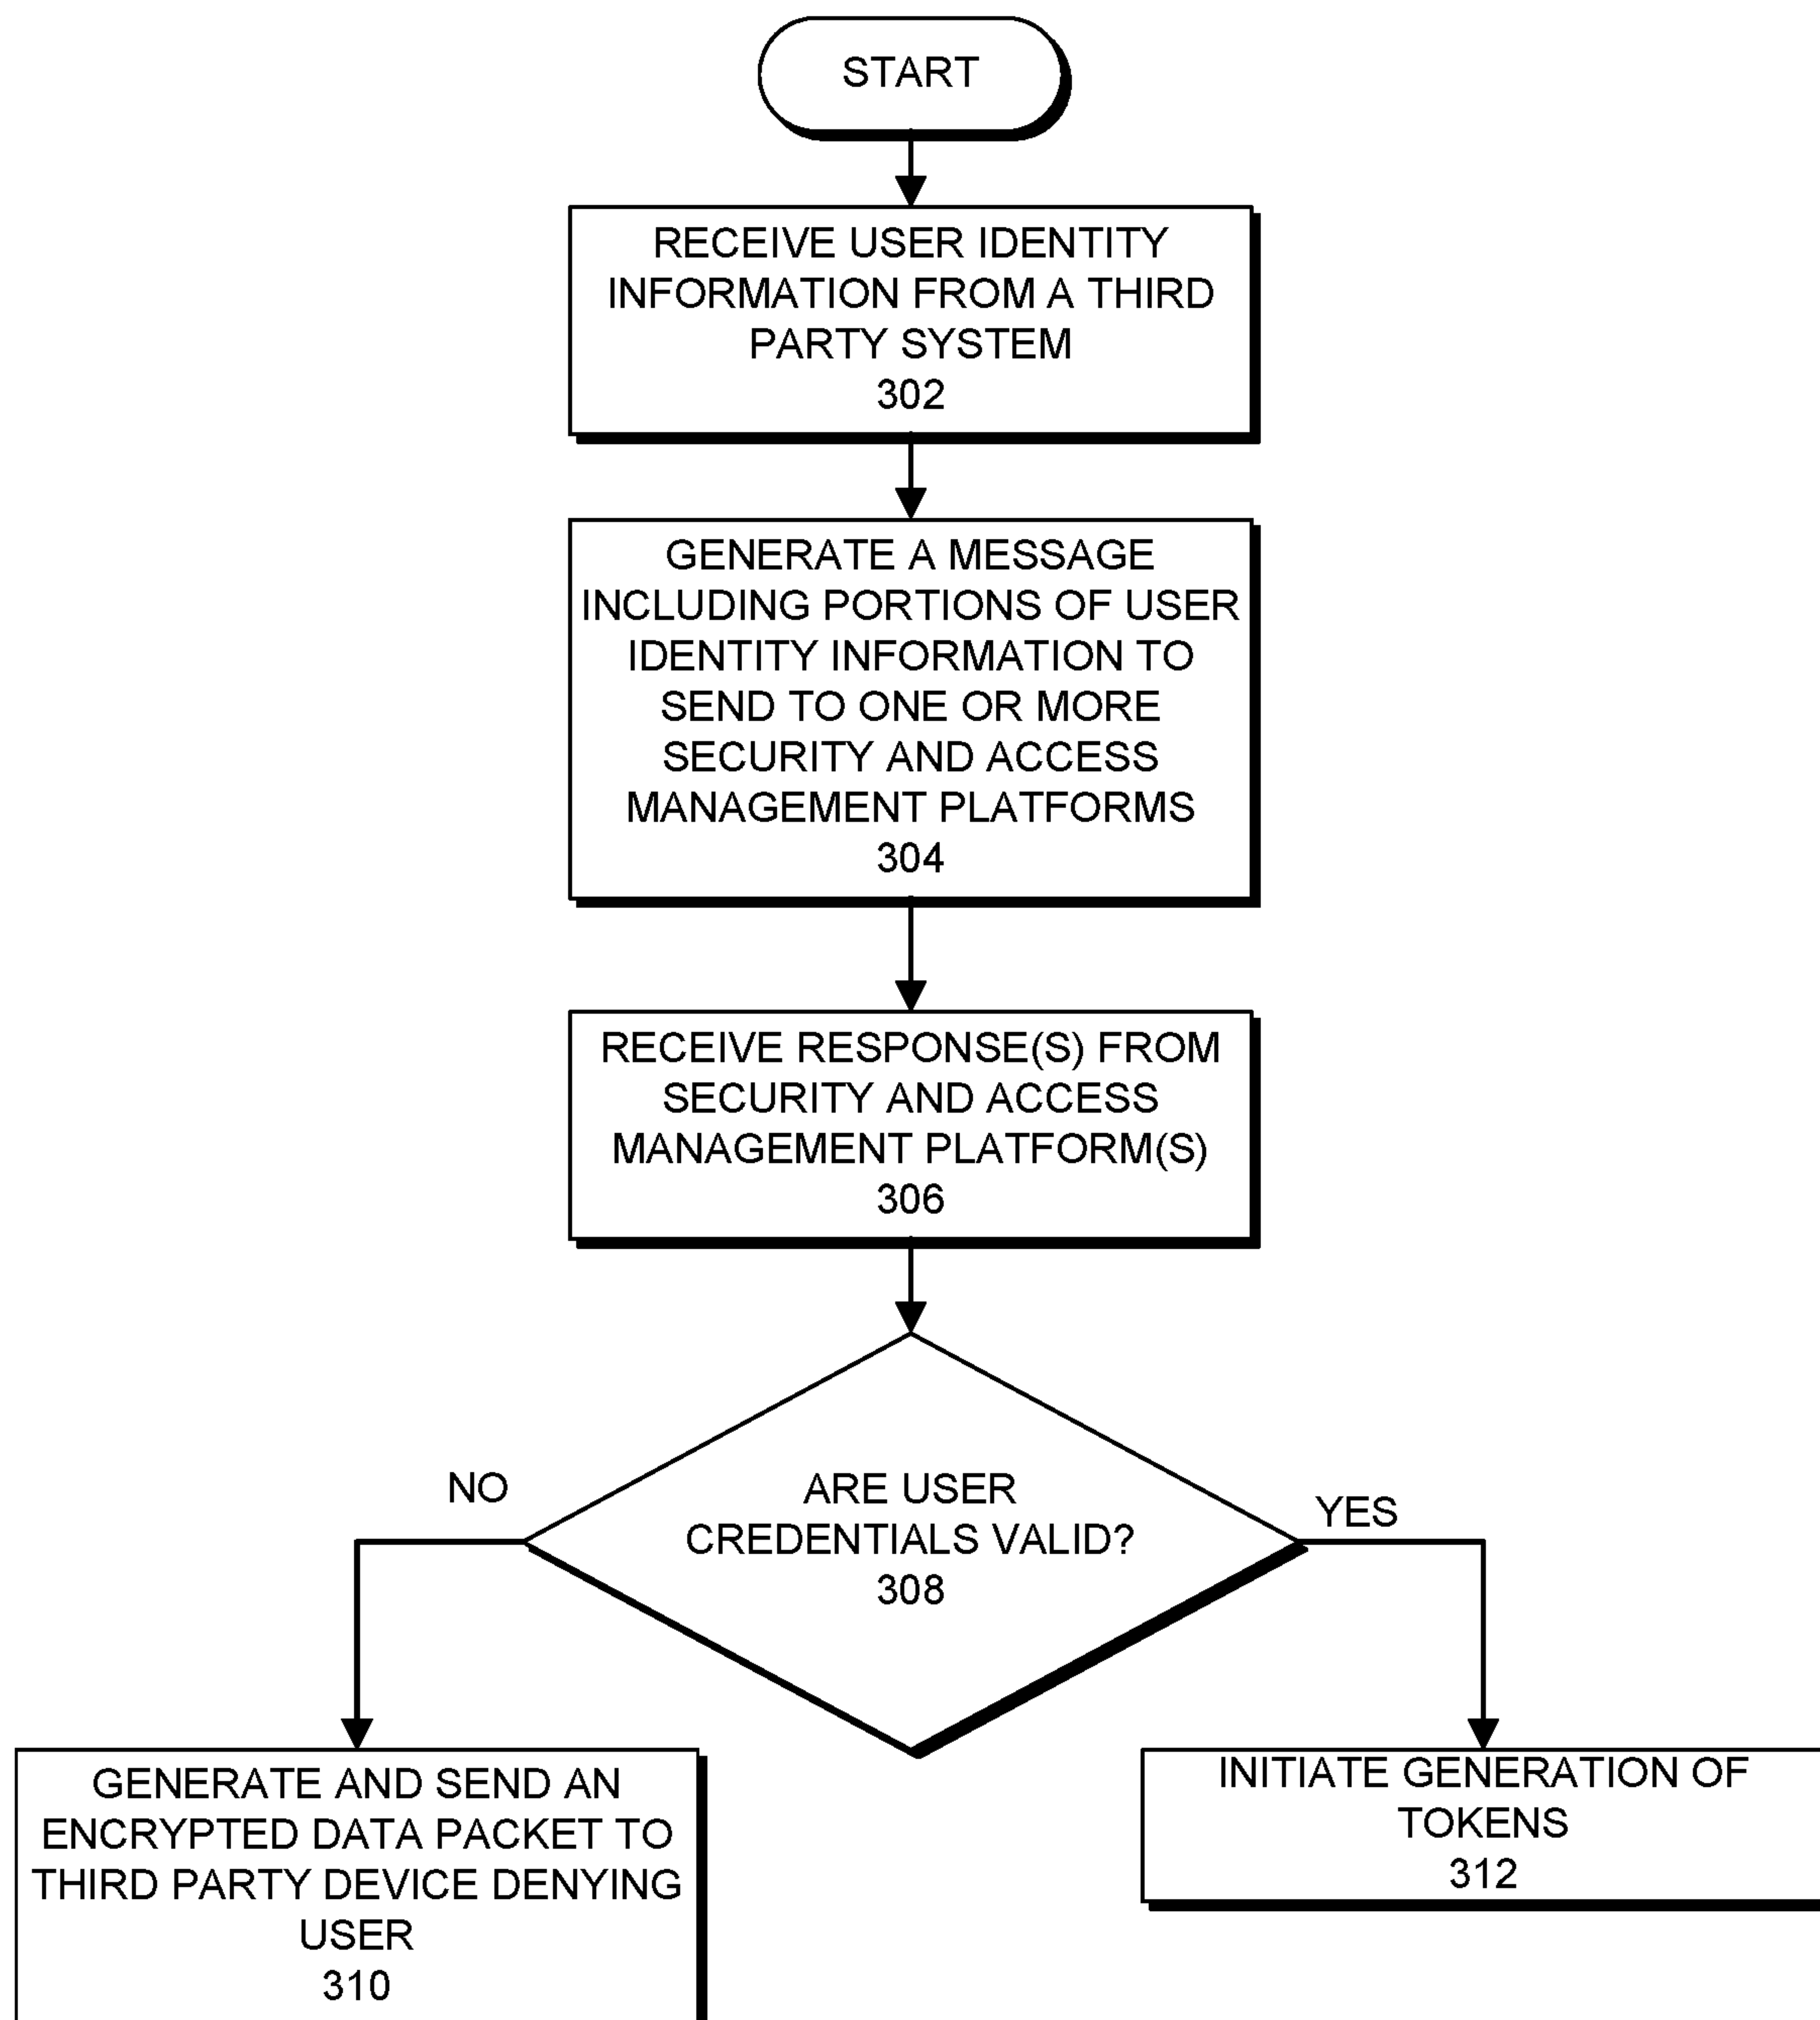 START
RECEIVE USER IDENTITY
INFORMATION FROM A THIRD
PARTY SYSTEM
302
GENERATE A MESSAGE
INCLUDING PORTIONS OF USER
IDENTITY INFORMATION TO
SEND TO ONE OR MORE
SECURITY AND ACCESS
MANAGEMENT PLATFORMS
304
RECEIVE RESPONSE(S) FROM
SECURITY AND ACCESS
MANAGEMENT PLATFORM(S)
306
ARE USER
CREDENTIALS VALID?
308
NO
YES
GENERATE AND SEND AN
ENCRYPTED DATA PACKET TO
THIRD PARTY DEVICE DENYING
USER
310
INITIATE GENERATION OF
TOKENS
312